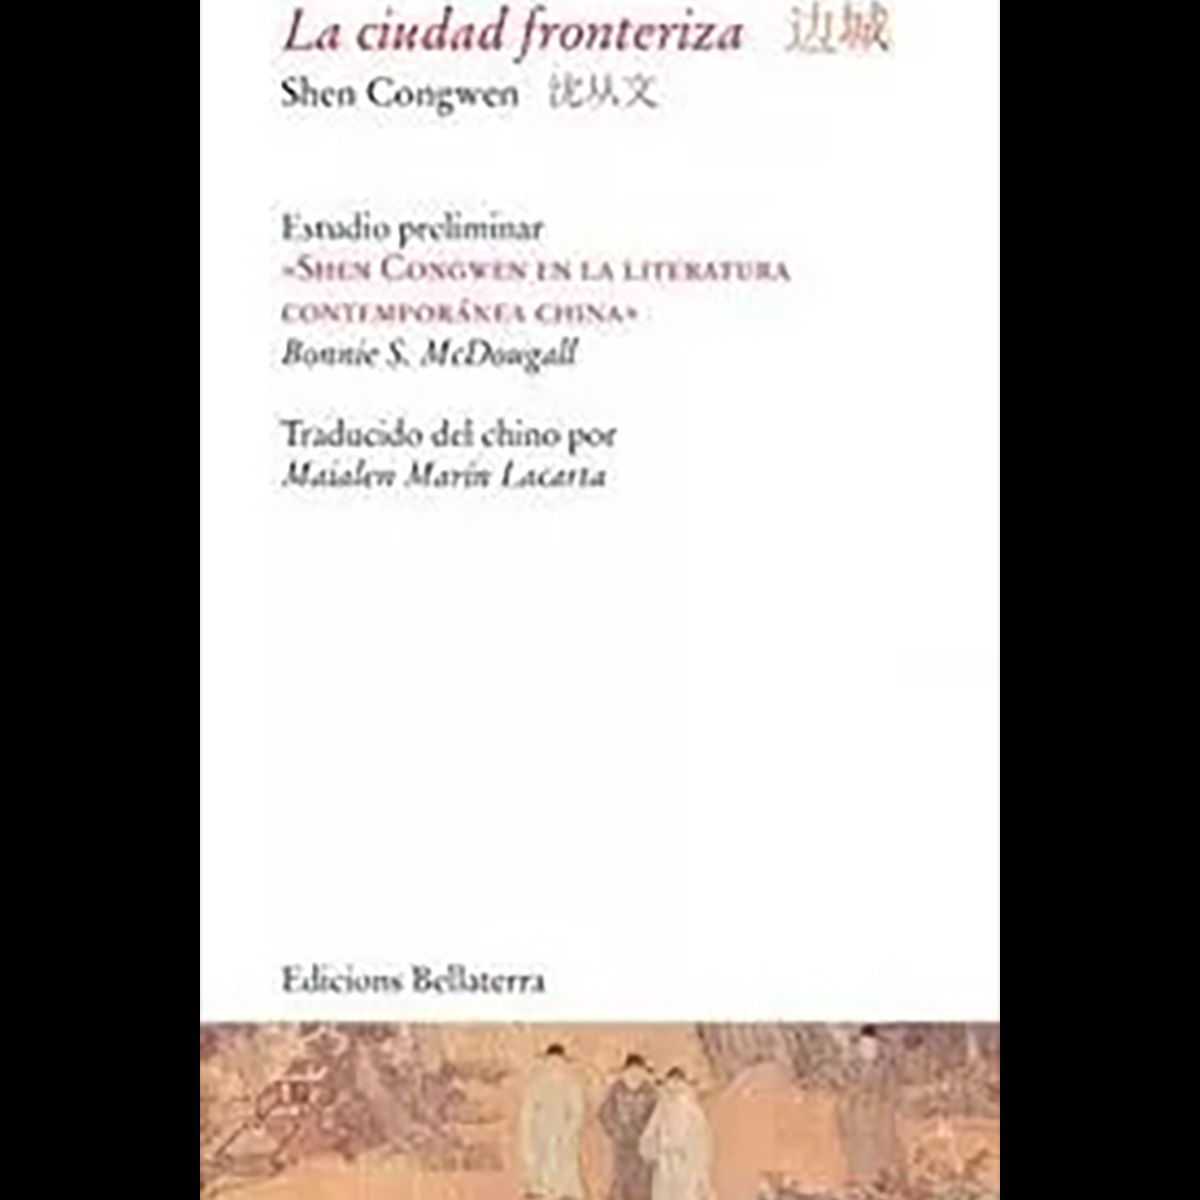 La ciudad fronteriza 边城
Shen Congwen 沈从文
Estudio preliminar
«Shen Congwen en la literatura
contemporánea china»
Bonnie S. McDougall
Traducido del chino por
Maialen Marín Lacarta
Edicions Bellaterra